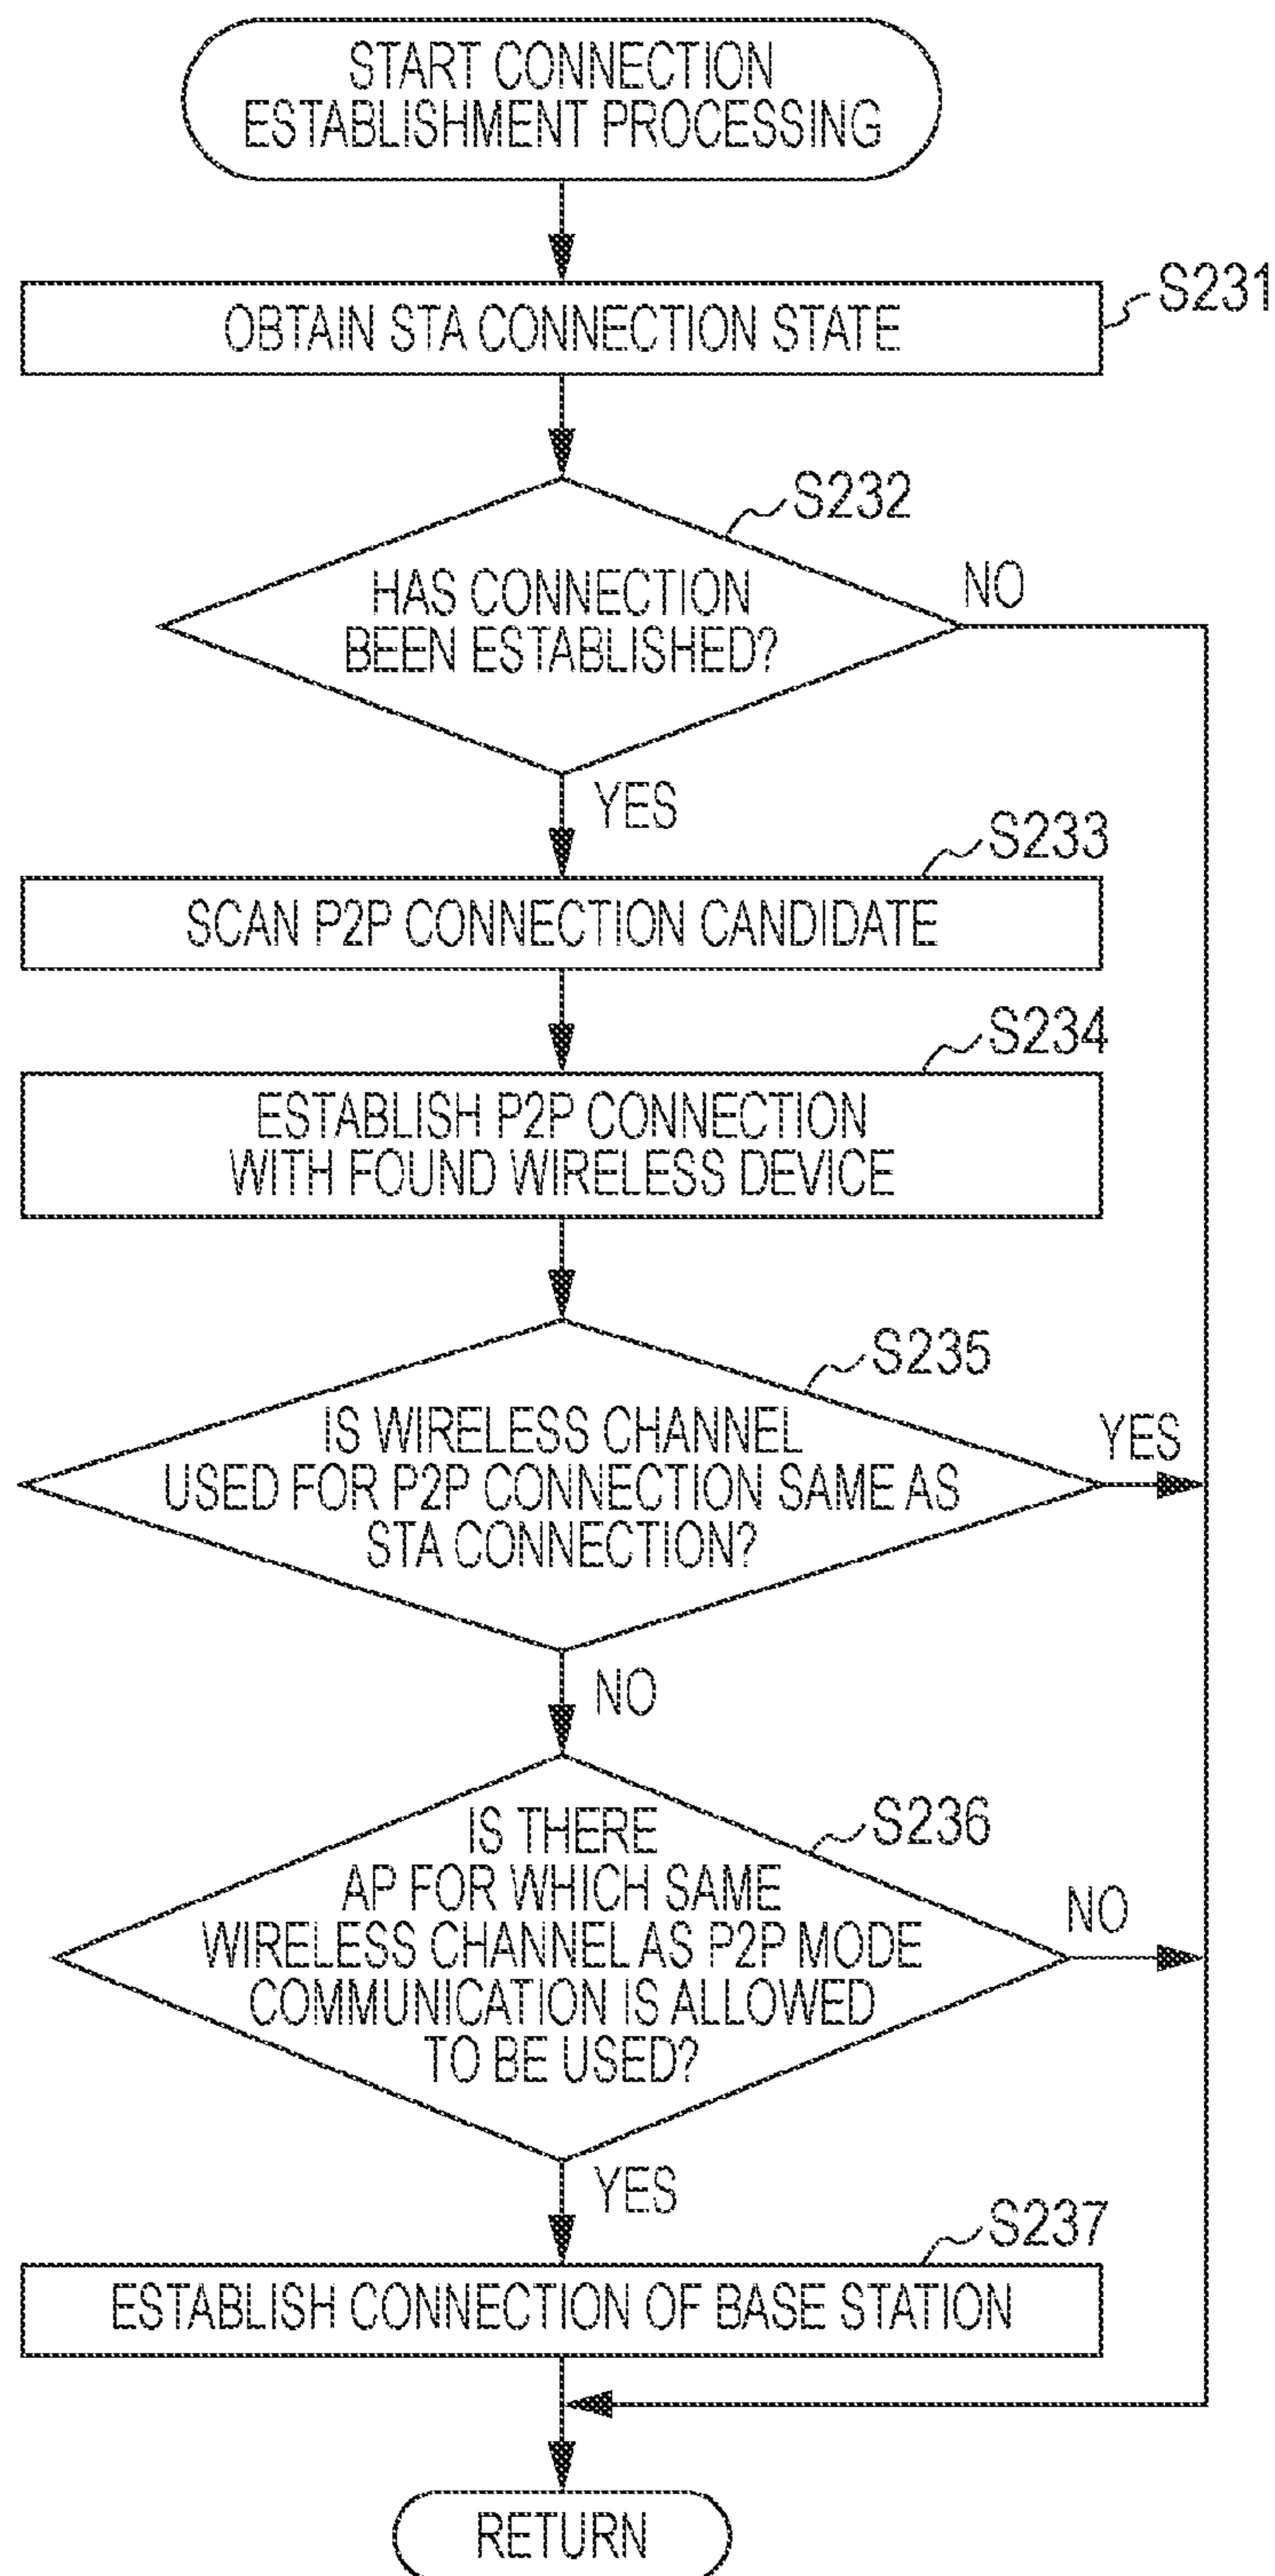 START CONNECTION
ESTABLISHMENT PROCESSING
S231
OBTAIN STA CONNECTION STATE
S232
HAS CONNECTION
BEEN ESTABLISHED?
NO
YES
S233
SCAN P2P CONNECTION CANDIDATE
S234
ESTABLISH P2P CONNECTION
WITH FOUND WIRELESS DEVICE
S235
IS WIRELESS CHANNEL
USED FOR P2P CONNECTION SAME AS
STA CONNECTION?
YES
NO
S236
IS THERE
AP FOR WHICH SAME
WIRELESS CHANNEL AS P2P MODE
COMMUNICATION IS ALLOWED
TO BE USED?
NO
YES
S237
ESTABLISH CONNECTION OF BASE STATION
RETURN